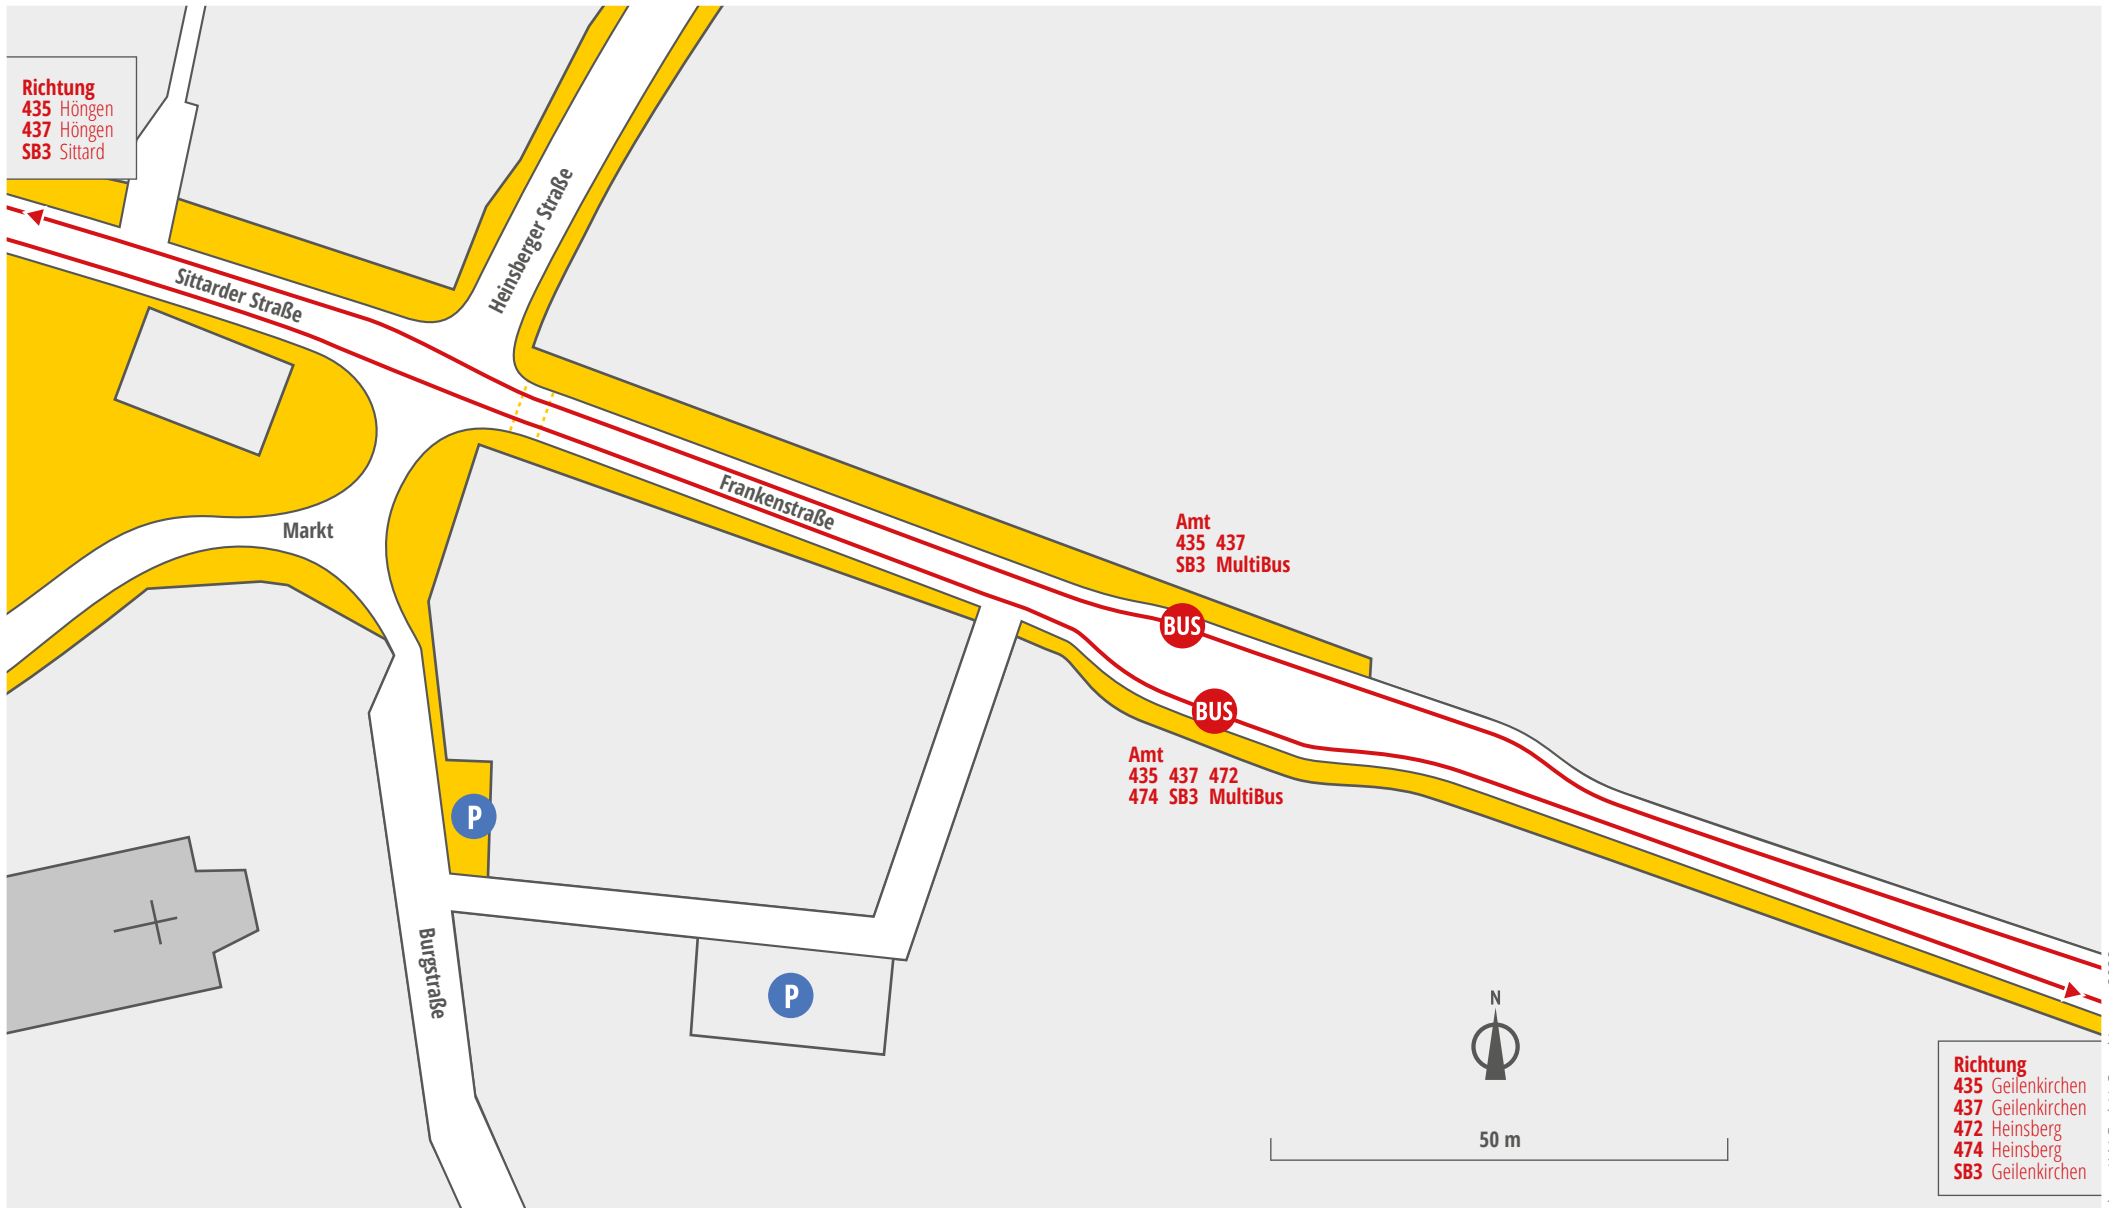 Richtung
435 Höngen
437 Höngen
SB3 Sittard
Heinsberger Straße
Sittarder Straße
Frankenstraße
Markt
Amt
435 437
SB3 MultiBus
BUS
BUS
Amt
435 437 472
474 SB3 MultiBus
P
Burgstraße
P
N
50 m
Richtung
435 Geilenkirchen
437 Geilenkirchen
472 Heinsberg
474 Heinsberg
SB3 Geilenkirchen